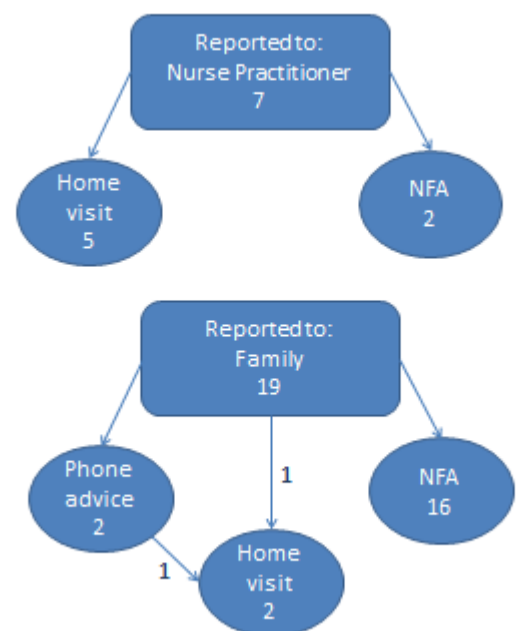 Reported to:
Nurse Practitioner
7
Home
visit
5
NFA
2
Reported to:
Family
19
Phone
advice
2
1
NFA
16
1
Home
visit
2